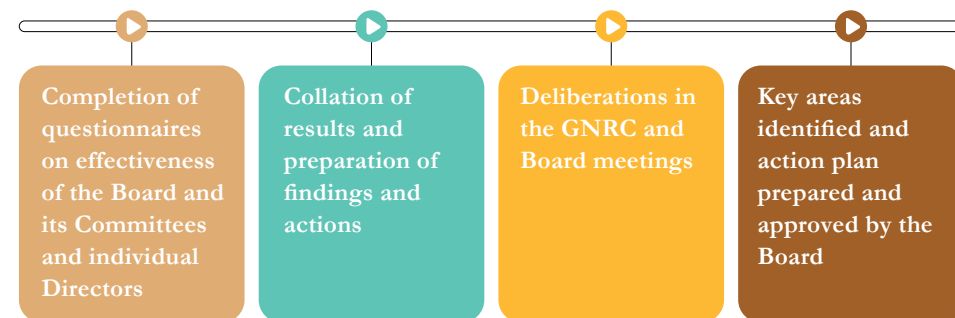 Completion of
questionnaires
on effectiveness
of the Board and
its Committees
and individual
Directors
Collation of
results and
preparation of
findings and
actions
Deliberations in
the GNRC and
Board meetings
Key areas
identified and
action plan
prepared and
approved by the
Board